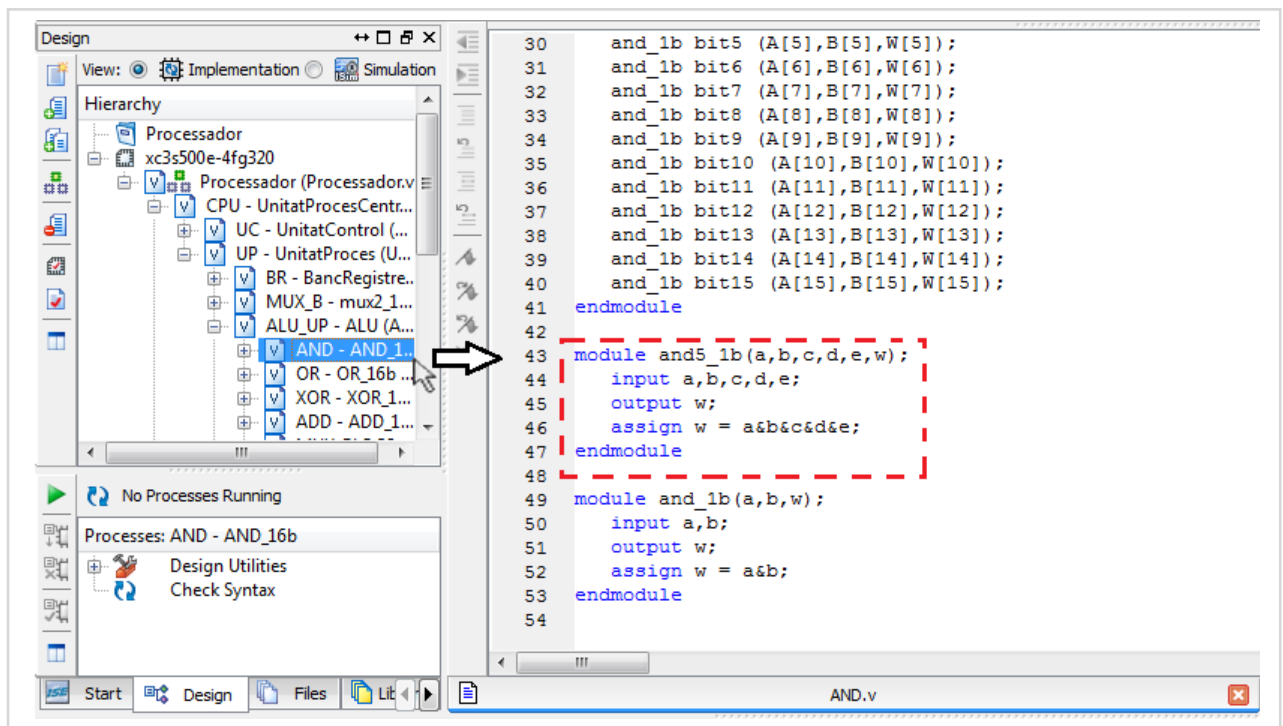 Design
View: Implementation Simulation
Hierarchy
Processador
xc3s500e-4fg320
Processador (Processador.v
CPU - UnitatProcesCentr...
UC - UnitatControl (...
UP - UnitatProces (U...
BR - BancRegistre..
MUX_B - mux2_1...
ALU_UP - ALU (A...
AND - AND_1...
OR - OR_16b ...
XOR - XOR_1...
ADD - ADD_1...
No Processes Running
Processes: AND - AND_16b
Design Utilities
Check Syntax
Start Design Files Lib
30 and_1b bit5 (A[5],B[5],W[5]);
31 and_1b bit6 (A[6],B[6],W[6]);
32 and_1b bit7 (A[7],B[7],W[7]);
33 and_1b bit8 (A[8],B[8],W[8]);
34 and_1b bit9 (A[9],B[9],W[9]);
35 and_1b bit10 (A[10],B[10],W[10]);
36 and_1b bit11 (A[11],B[11],W[11]);
37 and_1b bit12 (A[12],B[12],W[12]);
38 and_1b bit13 (A[13],B[13],W[13]);
39 and_1b bit14 (A[14],B[14],W[14]);
40 and_1b bit15 (A[15],B[15],W[15]);
41 endmodule
42
43 module and5_1b(a,b,c,d,e,w);
44 input a,b,c,d,e;
45 output w;
46 assign w = a&b&c&d&e;
47 endmodule
48
49 module and_1b(a,b,w);
50 input a,b;
51 output w;
52 assign w = a&b;
53 endmodule
54
AND.v